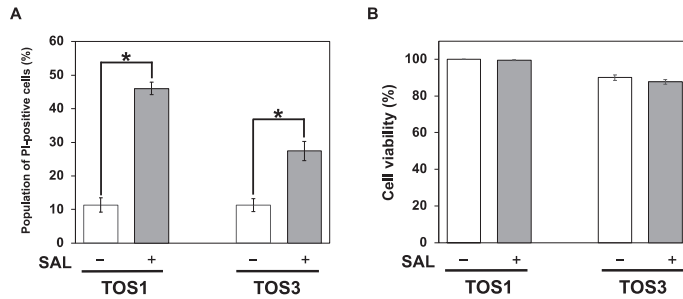 A
Population of PI-positive cells (%)
60
50
40
30
20
10
0
*
*
SAL
−
+
−
+
TOS1
TOS3
B
Cell viability (%)
100
80
60
40
20
0
SAL
−
+
−
+
TOS1
TOS3